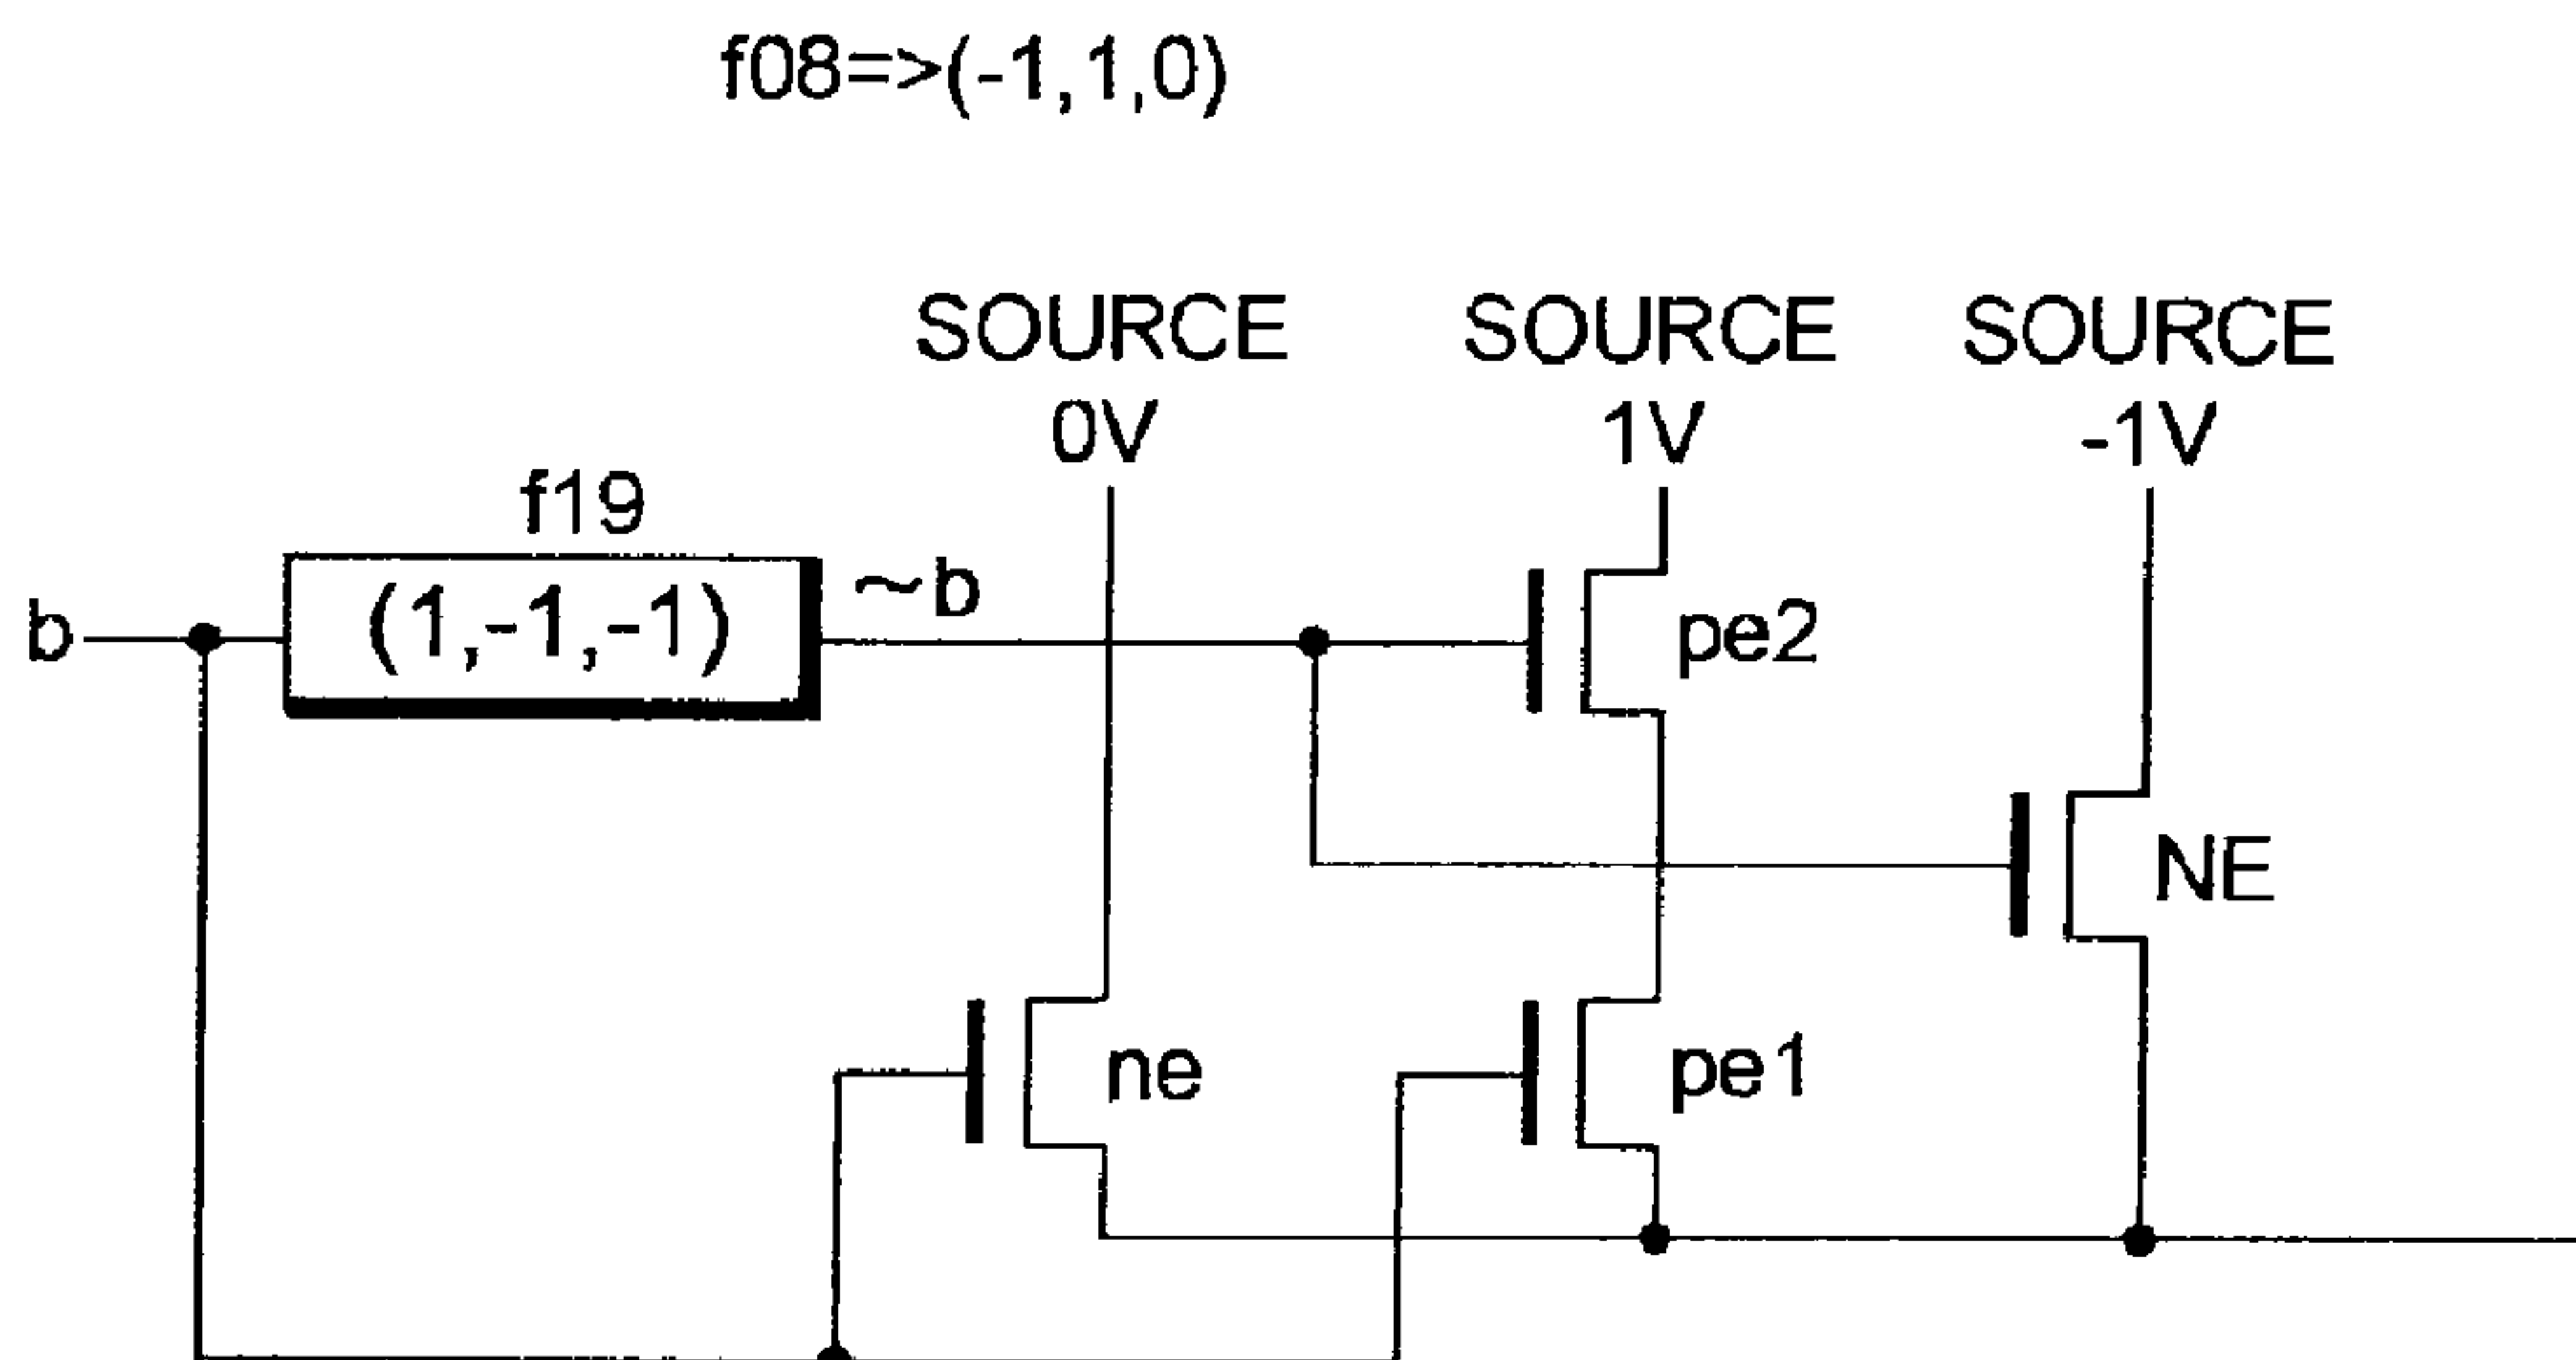 f08=>(-1,1,0)
SOURCE SOURCE SOURCE
0V 1V -1V
f19
b (1,-1,-1) ~b pe2
NE
ne pe1